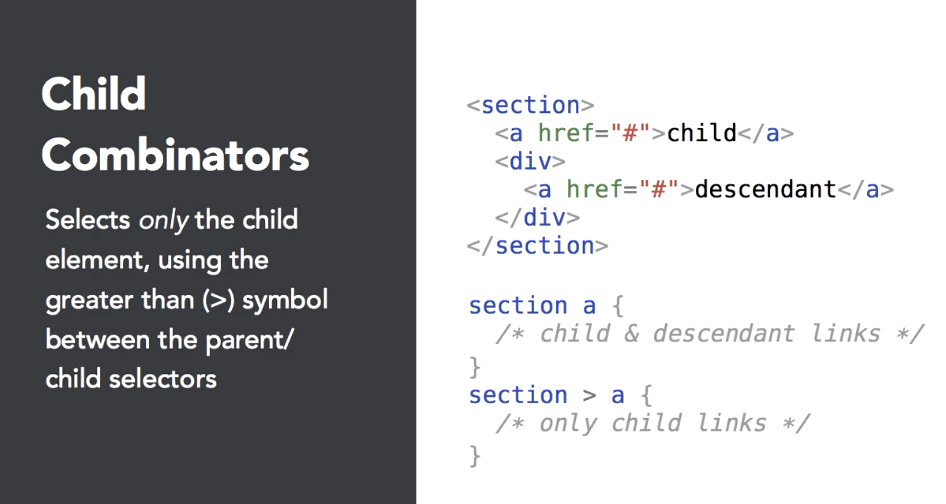 Child
Combinators
Selects only the child
element, using the
greater than (>) symbol
between the parent/
child selectors
<section>
  <a href="#">child</a>
  <div>
    <a href="#">descendant</a>
  </div>
</section>
section a {
  /* child & descendant links */
}
section > a {
  /* only child links */
}